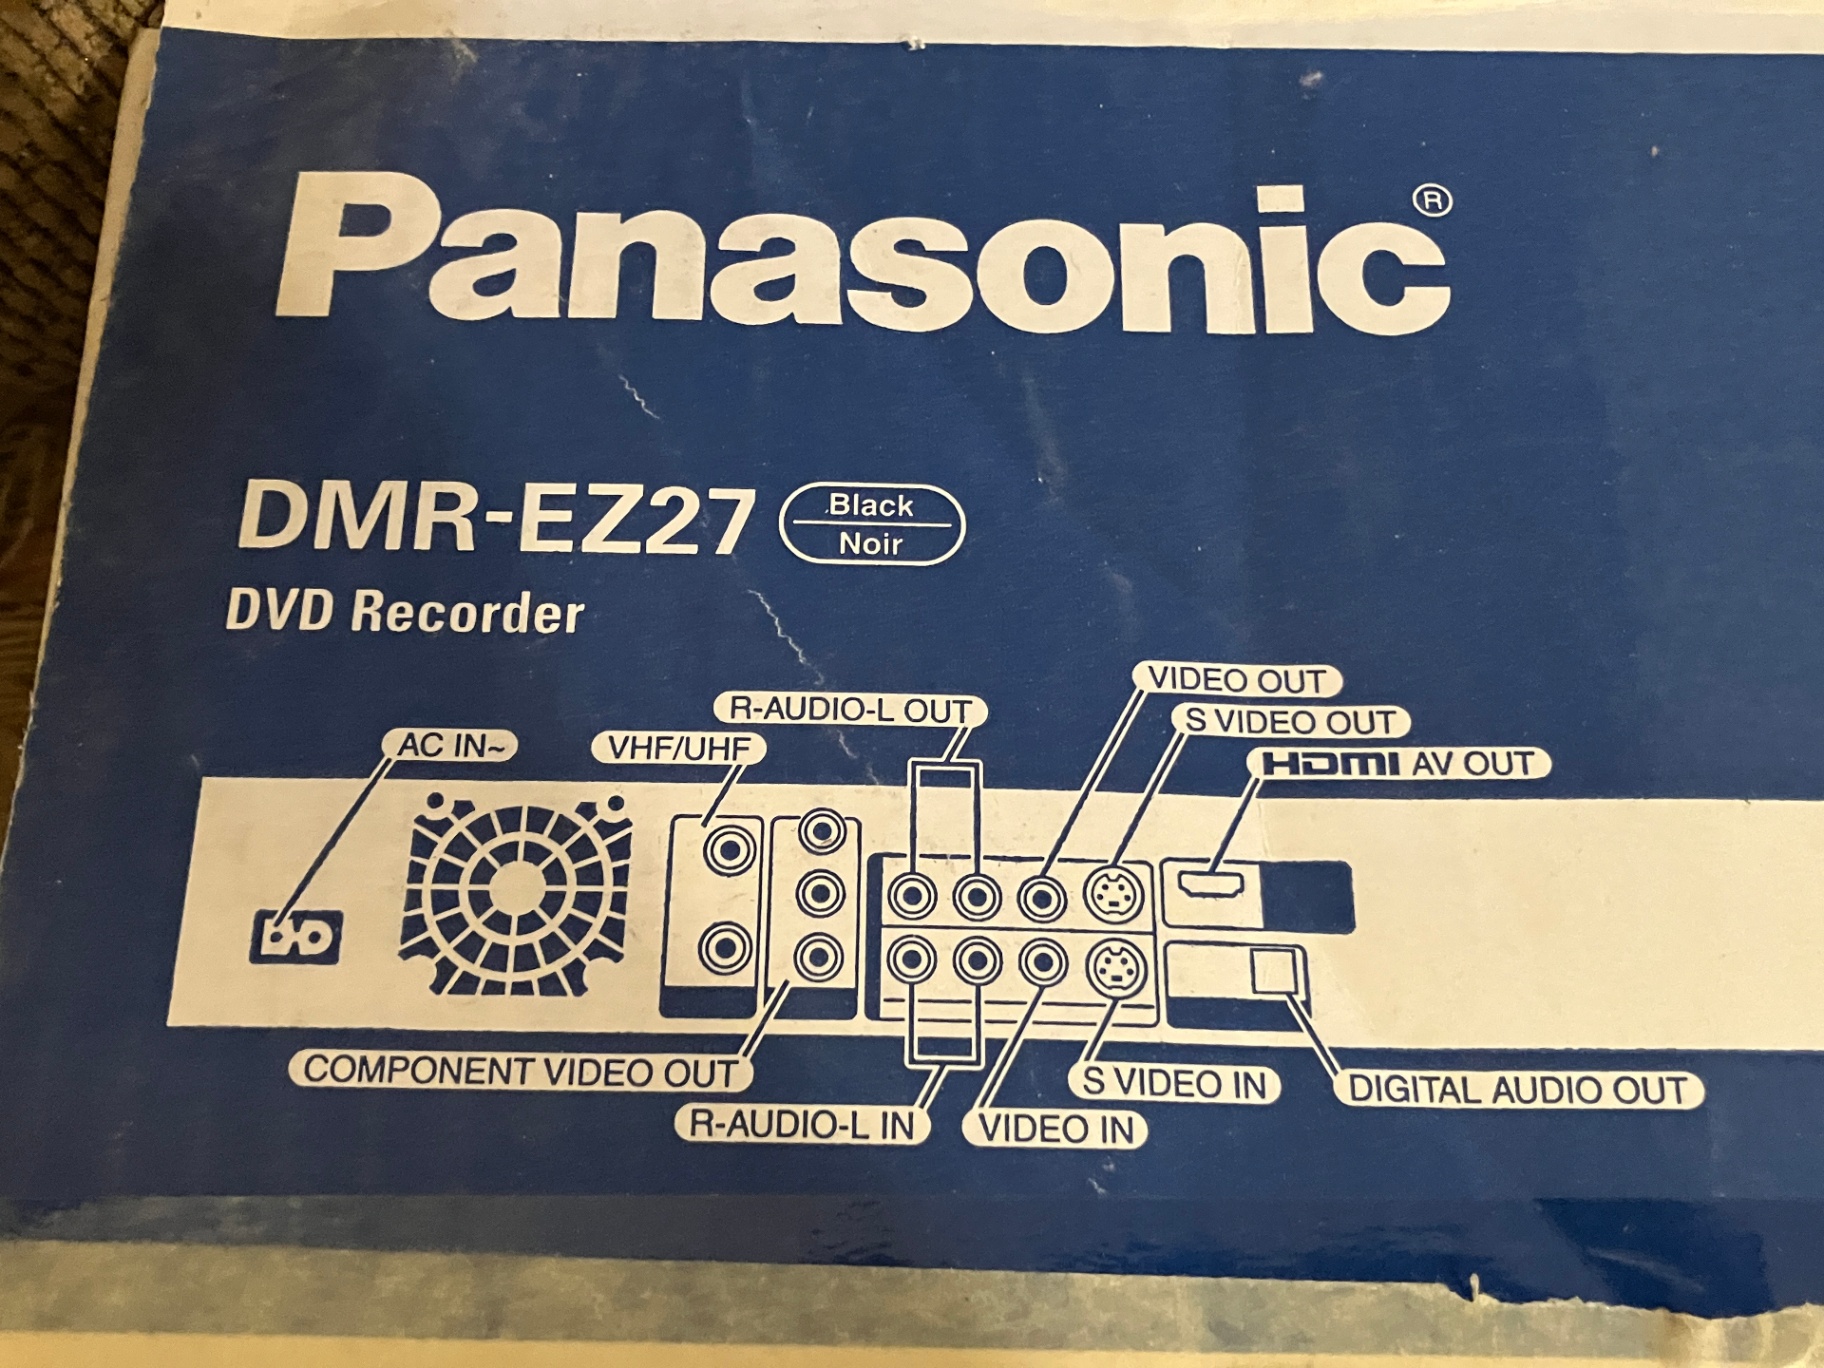 Panasonic®
DMR-EZ27 Black
Noir
DVD Recorder
VIDEO OUT
R-AUDIO-L OUT
S VIDEO OUT
AC IN~
VHF/UHF
HDMI AV OUT
COMPONENT VIDEO OUT
S VIDEO IN
DIGITAL AUDIO OUT
R-AUDIO-L IN
VIDEO IN